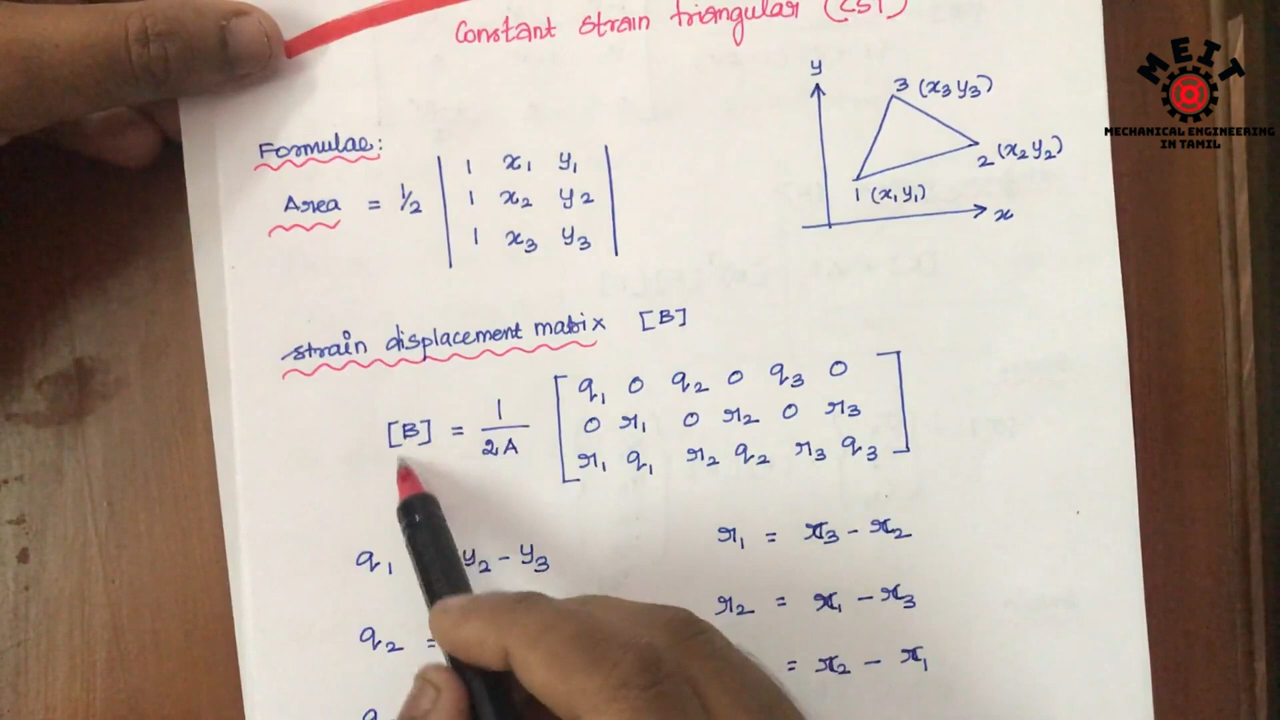 Constant strain triangular (CST)
MEIT
MECHANICAL ENGINEERING
IN TAMIL
y
3 (x₃ y₃)
2 (x₂ y₂)
1 (x₁ y₁)
x
Formulae:
Area = 1/2 | 1 x₁ y₁ |
| 1 x₂ y₂ |
| 1 x₃ y₃ |
strain displacement matrix [B]
[B] = 1/2A [ q₁ 0 q₂ 0 q₃ 0 ]
[ 0 r₁ 0 r₂ 0 r₃ ]
[ r₁ q₁ r₂ q₂ r₃ q₃ ]
q₁ y₂ - y₃
r₁ = x₃ - x₂
q₂ =
r₂ = x₁ - x₃
= x₂ - x₁